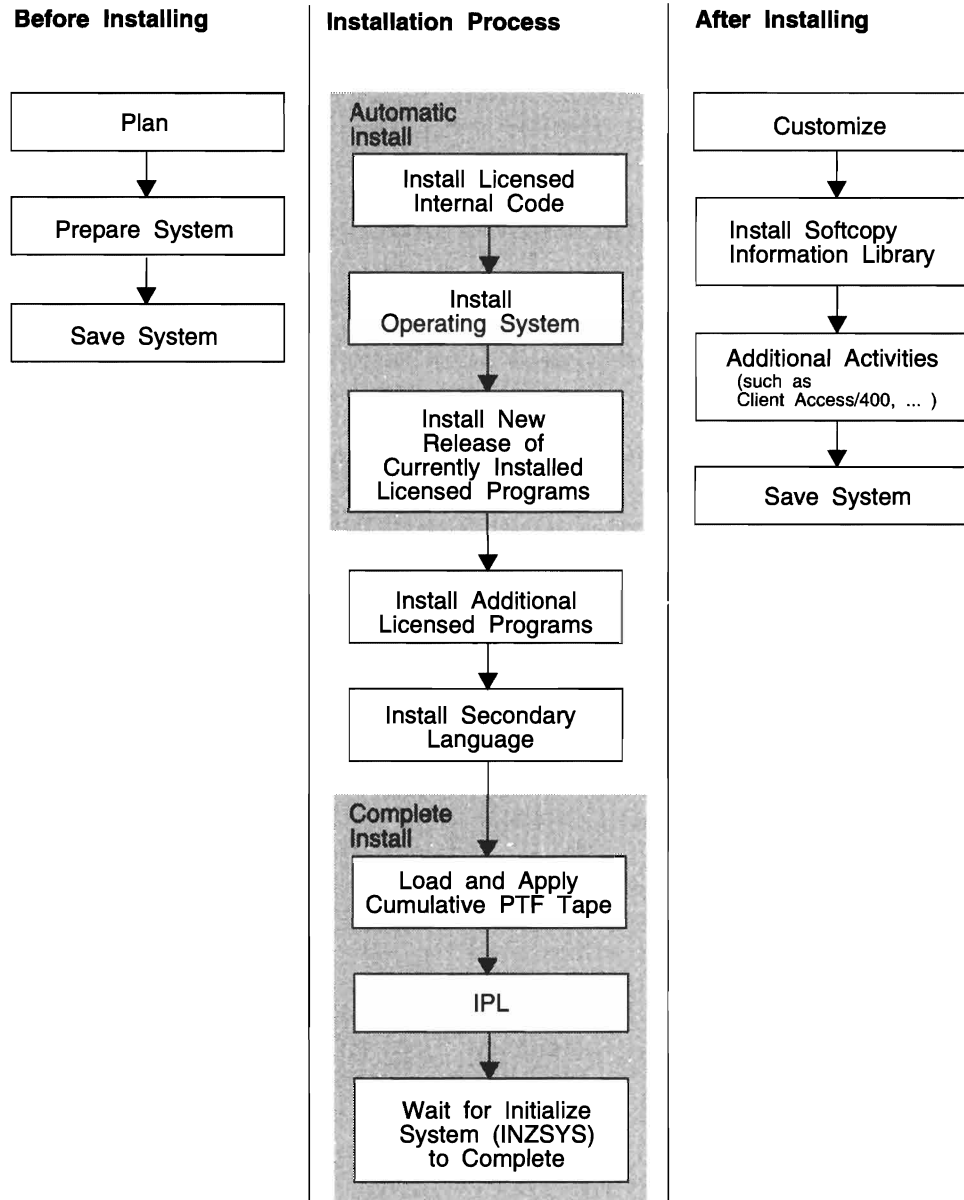 Before Installing
Plan
Prepare System
Save System
Installation Process
Automatic
Install
Install Licensed
Internal Code
Install
Operating System
Install New
Release of
Currently Installed
Licensed Programs
Install Additional
Licensed Programs
Install Secondary
Language
Complete
Install
Load and Apply
Cumulative PTF Tape
IPL
Wait for Initialize
System (INZSYS)
to Complete
After Installing
Customize
Install Softcopy
Information Library
Additional Activities
(such as
Client Access/400, ... )
Save System